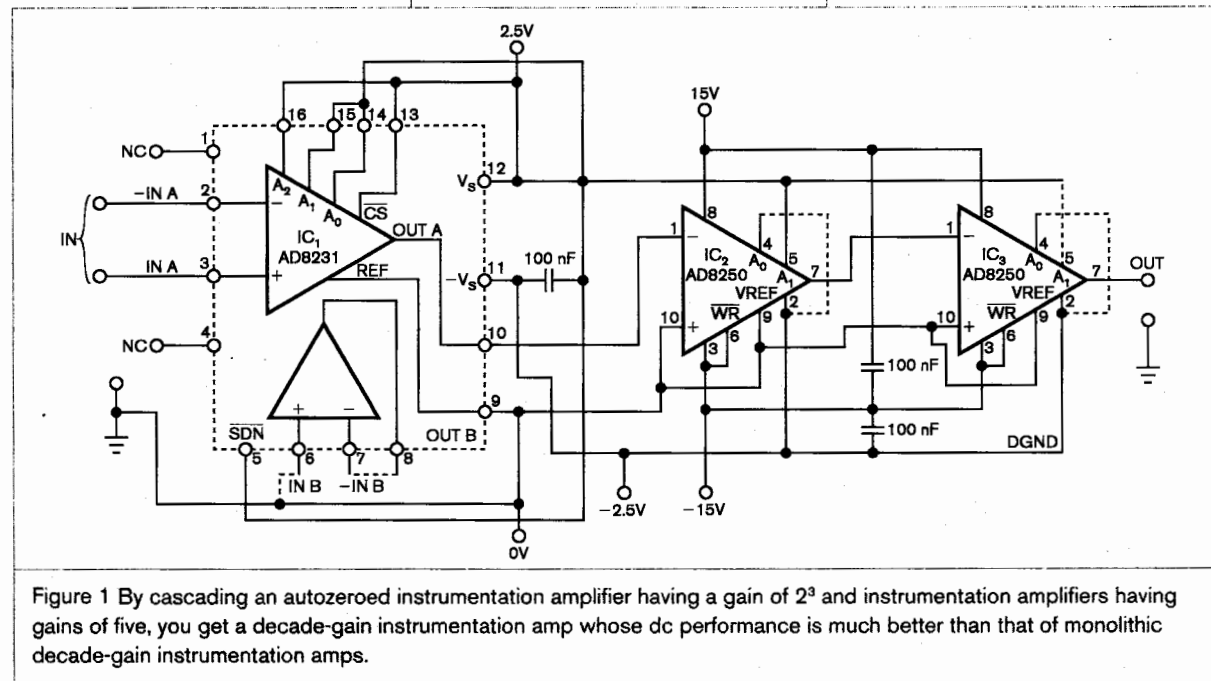 2.5V
15V
16
15
14
13
1
NC
12
V_S
A₂
A₁
A₀
C̅S̅
2
-IN A
−
IN
IC₁
AD8231
OUT A
REF
3
IN A
+
−V_S
11
100 nF
10
4
NC
9
+
−
OUT B
S̅D̅N̅
5
6
7
8
IN B
−IN B
0V
8
1
−
4
5
IC₂
AD8250
A₀
A₁
7
VREF
2
W̅R̅
10
+
9
3
6
8
1
−
4
5
IC₃
AD8250
A₀
A₁
7
OUT
VREF
2
W̅R̅
10
+
9
3
6
100 nF
100 nF
DGND
−2.5V
−15V
Figure 1 By cascading an autozeroed instrumentation amplifier having a gain of 2³ and instrumentation amplifiers having
gains of five, you get a decade-gain instrumentation amp whose dc performance is much better than that of monolithic
decade-gain instrumentation amps.